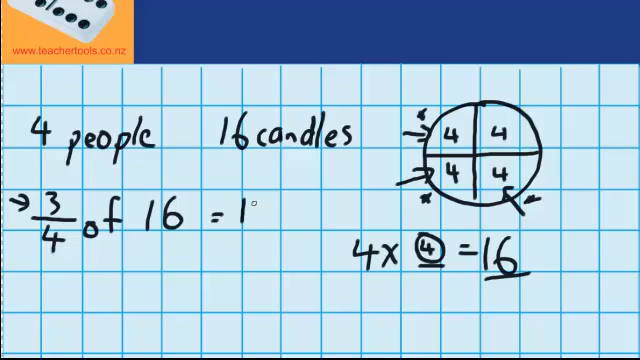 www.teachertools.co.nz
4 people 16 candles
4 4
4 4
3/4 of 16 = 1
4 x 4 = 16